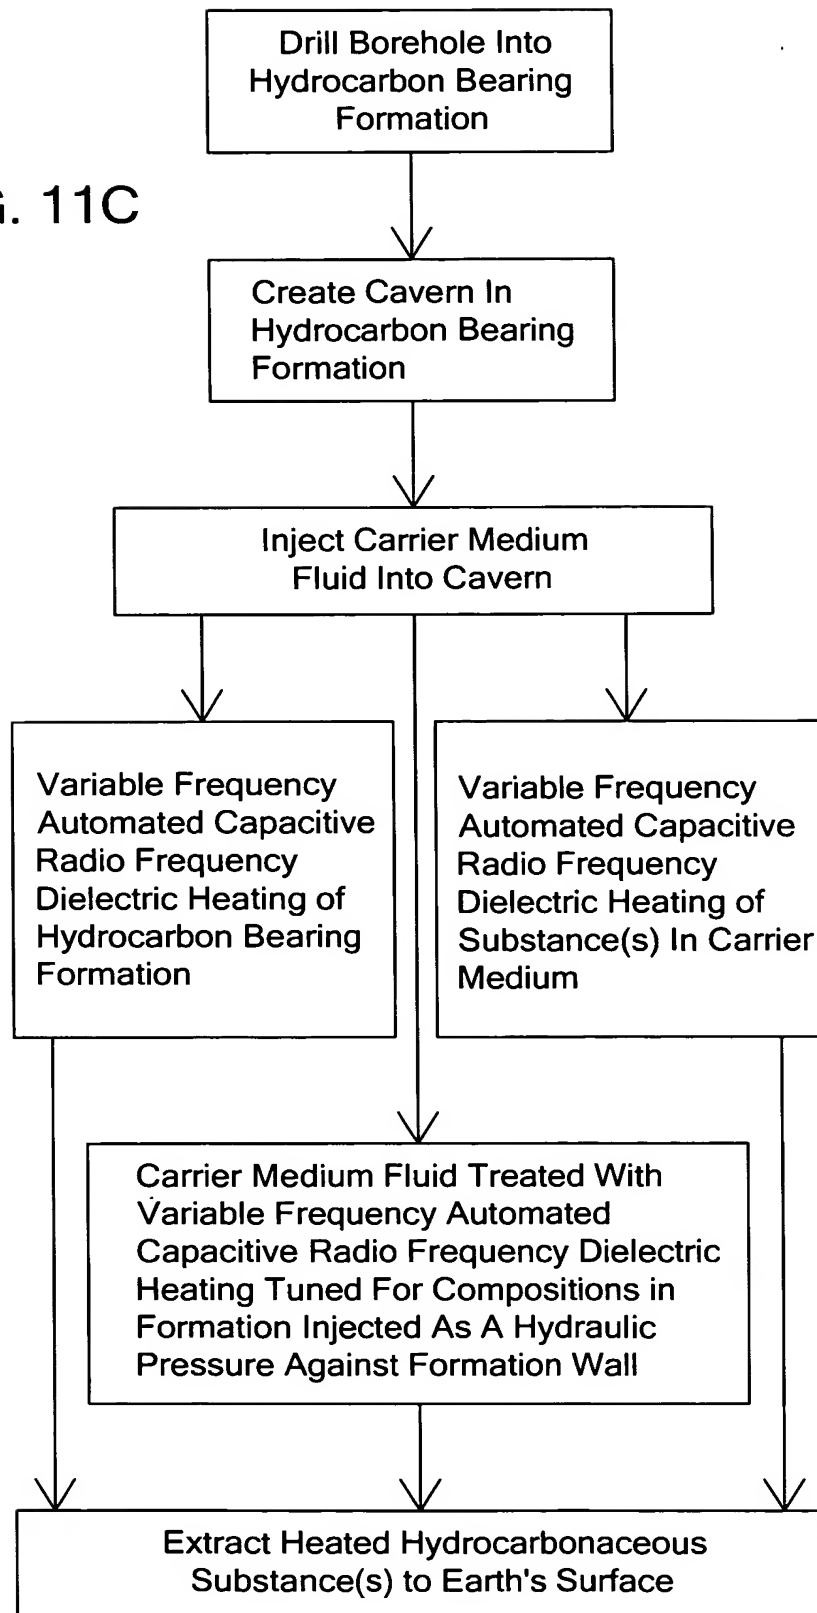 Drill Borehole Into
Hydrocarbon Bearing
Formation
. 11C
Create Cavern In
Hydrocarbon Bearing
Formation
Inject Carrier Medium
Fluid Into Cavern
Variable Frequency
Automated Capacitive
Radio Frequency
Dielectric Heating of
Hydrocarbon Bearing
Formation
Variable Frequency
Automated Capacitive
Radio Frequency
Dielectric Heating of
Substance(s) In Carrier
Medium
Carrier Medium Fluid Treated With
Variable Frequency Automated
Capacitive Radio Frequency Dielectric
Heating Tuned For Compositions in
Formation Injected As A Hydraulic
Pressure Against Formation Wall
Extract Heated Hydrocarbonaceous
Substance(s) to Earth's Surface